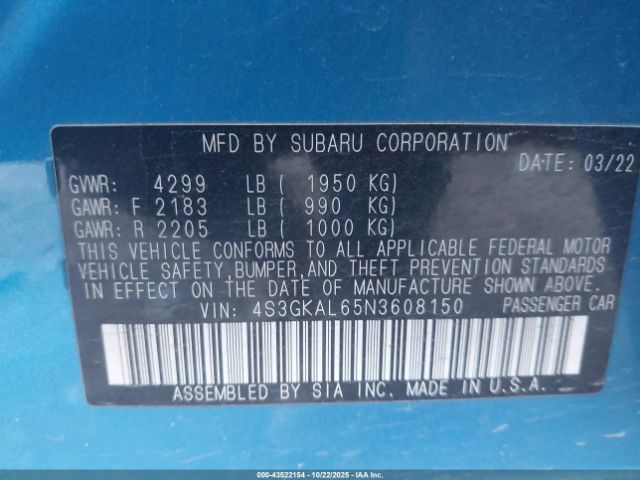 MFD BY SUBARU CORPORATION
DATE: 03/22
GVWR: 4299 LB ( 1950 KG)
GAWR: F 2183 LB ( 990 KG)
GAWR: R 2205 LB ( 1000 KG)
THIS VEHICLE CONFORMS TO ALL APPLICABLE FEDERAL MOTOR
VEHICLE SAFETY, BUMPER, AND THEFT PREVENTION STANDARDS
IN EFFECT ON THE DATE OF MANUFACTURE SHOWN ABOVE.
VIN: 4S3GKAL65N3608150 PASSENGER CAR
ASSEMBLED BY SIA INC. MADE IN U.S.A.
000-43522154 - 10/22/2025 - IAAI.COM